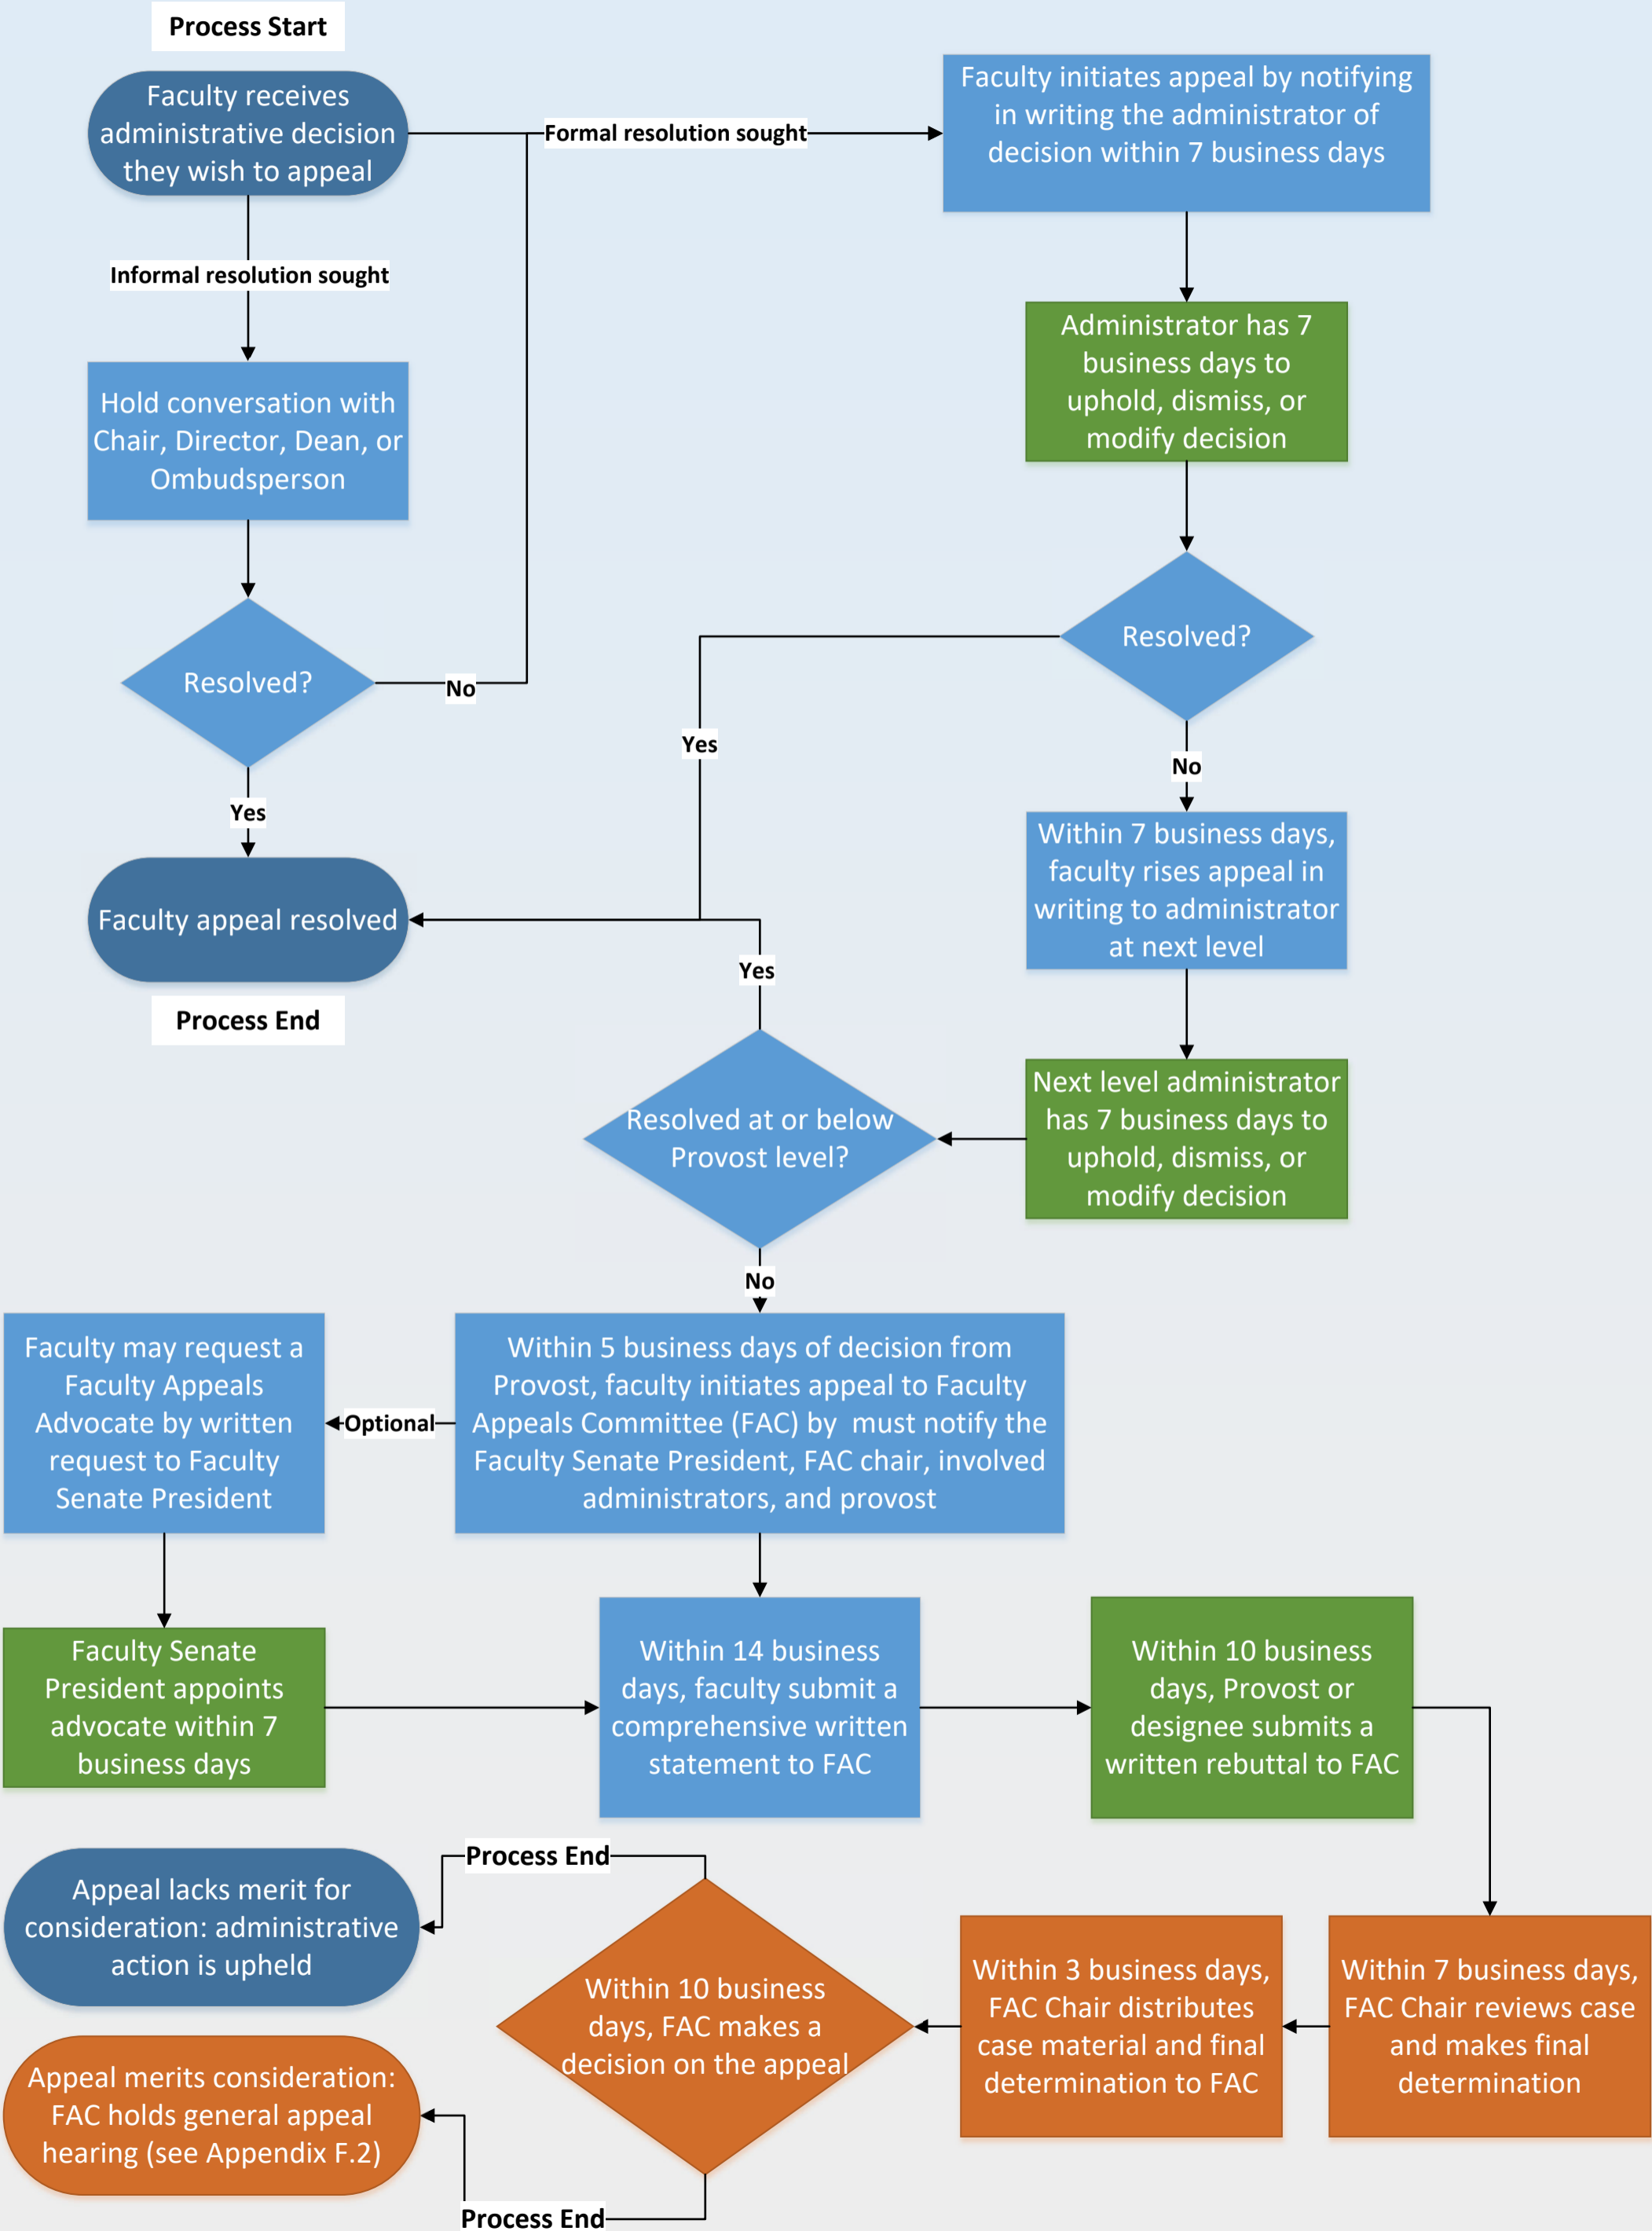 Process Start
Faculty receives
administrative decision
they wish to appeal
Formal resolution sought
Faculty initiates appeal by notifying
in writing the administrator of
decision within 7 business days
Informal resolution sought
Administrator has 7
business days to
uphold, dismiss, or
modify decision
Hold conversation with
Chair, Director, Dean, or
Ombudsperson
Resolved?
No
Yes
Resolved?
Yes
No
Faculty appeal resolved
Process End
Within 7 business days,
faculty rises appeal in
writing to administrator
at next level
Yes
Next level administrator
has 7 business days to
uphold, dismiss, or
modify decision
Resolved at or below
Provost level?
No
Faculty may request a
Faculty Appeals
Advocate by written
request to Faculty
Senate President
Optional
Within 5 business days of decision from
Provost, faculty initiates appeal to Faculty
Appeals Committee (FAC) by  must notify the
Faculty Senate President, FAC chair, involved
administrators, and provost
Faculty Senate
President appoints
advocate within 7
business days
Within 14 business
days, faculty submit a
comprehensive written
statement to FAC
Within 10 business
days, Provost or
designee submits a
written rebuttal to FAC
Process End
Appeal lacks merit for
consideration: administrative
action is upheld
Within 10 business
days, FAC makes a
decision on the appeal
Within 3 business days,
FAC Chair distributes
case material and final
determination to FAC
Within 7 business days,
FAC Chair reviews case
and makes final
determination
Appeal merits consideration:
FAC holds general appeal
hearing (see Appendix F.2)
Process End